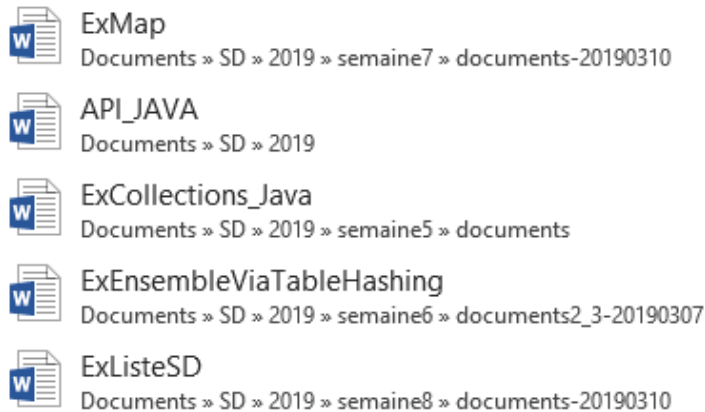 ExMap
Documents » SD » 2019 » semaine7 » documents-20190310
API_JAVA
Documents » SD » 2019
ExCollections_Java
Documents » SD » 2019 » semaine5 » documents
ExEnsembleViaTableHashing
Documents » SD » 2019 » semaine6 » documents2_3-20190307
ExListeSD
Documents » SD » 2019 » semaine8 » documents-20190310